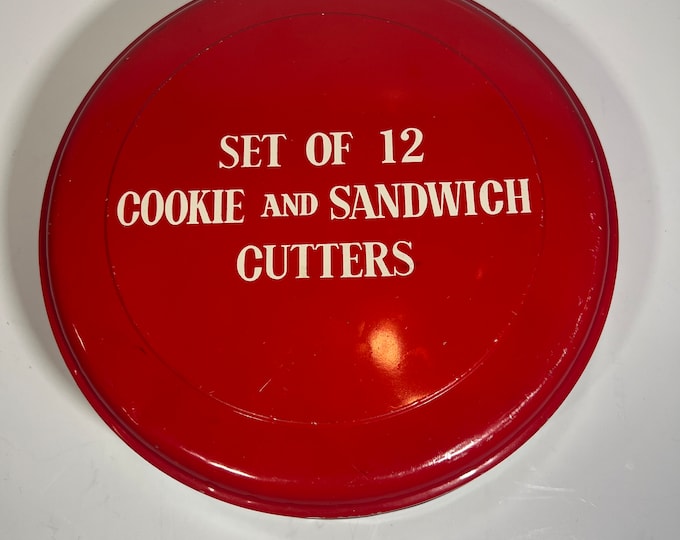 SET OF 12
COOKIE AND SANDWICH
CUTTERS